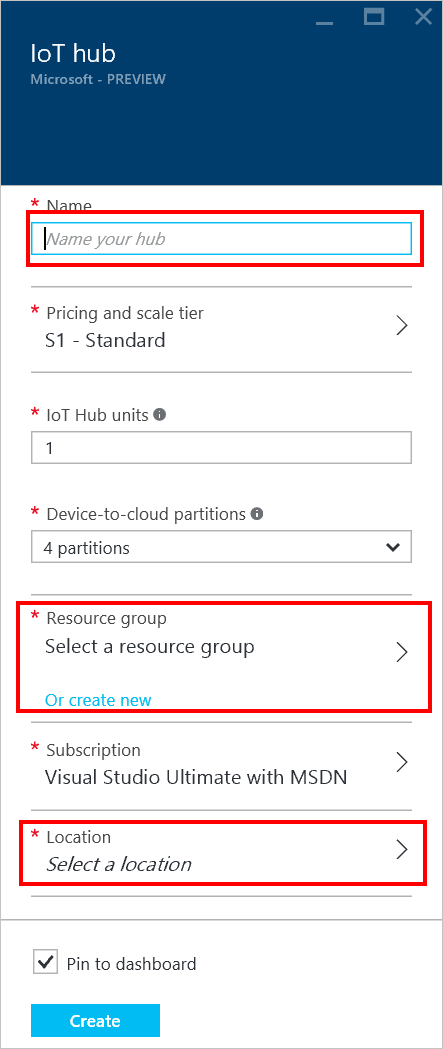 IoT hub
Microsoft - PREVIEW
* Name
Name your hub
* Pricing and scale tier
S1 - Standard
* IoT Hub units
1
* Device-to-cloud partitions
4 partitions
* Resource group
Select a resource group
Or create new
* Subscription
Visual Studio Ultimate with MSDN
* Location
Select a location
Pin to dashboard
Create